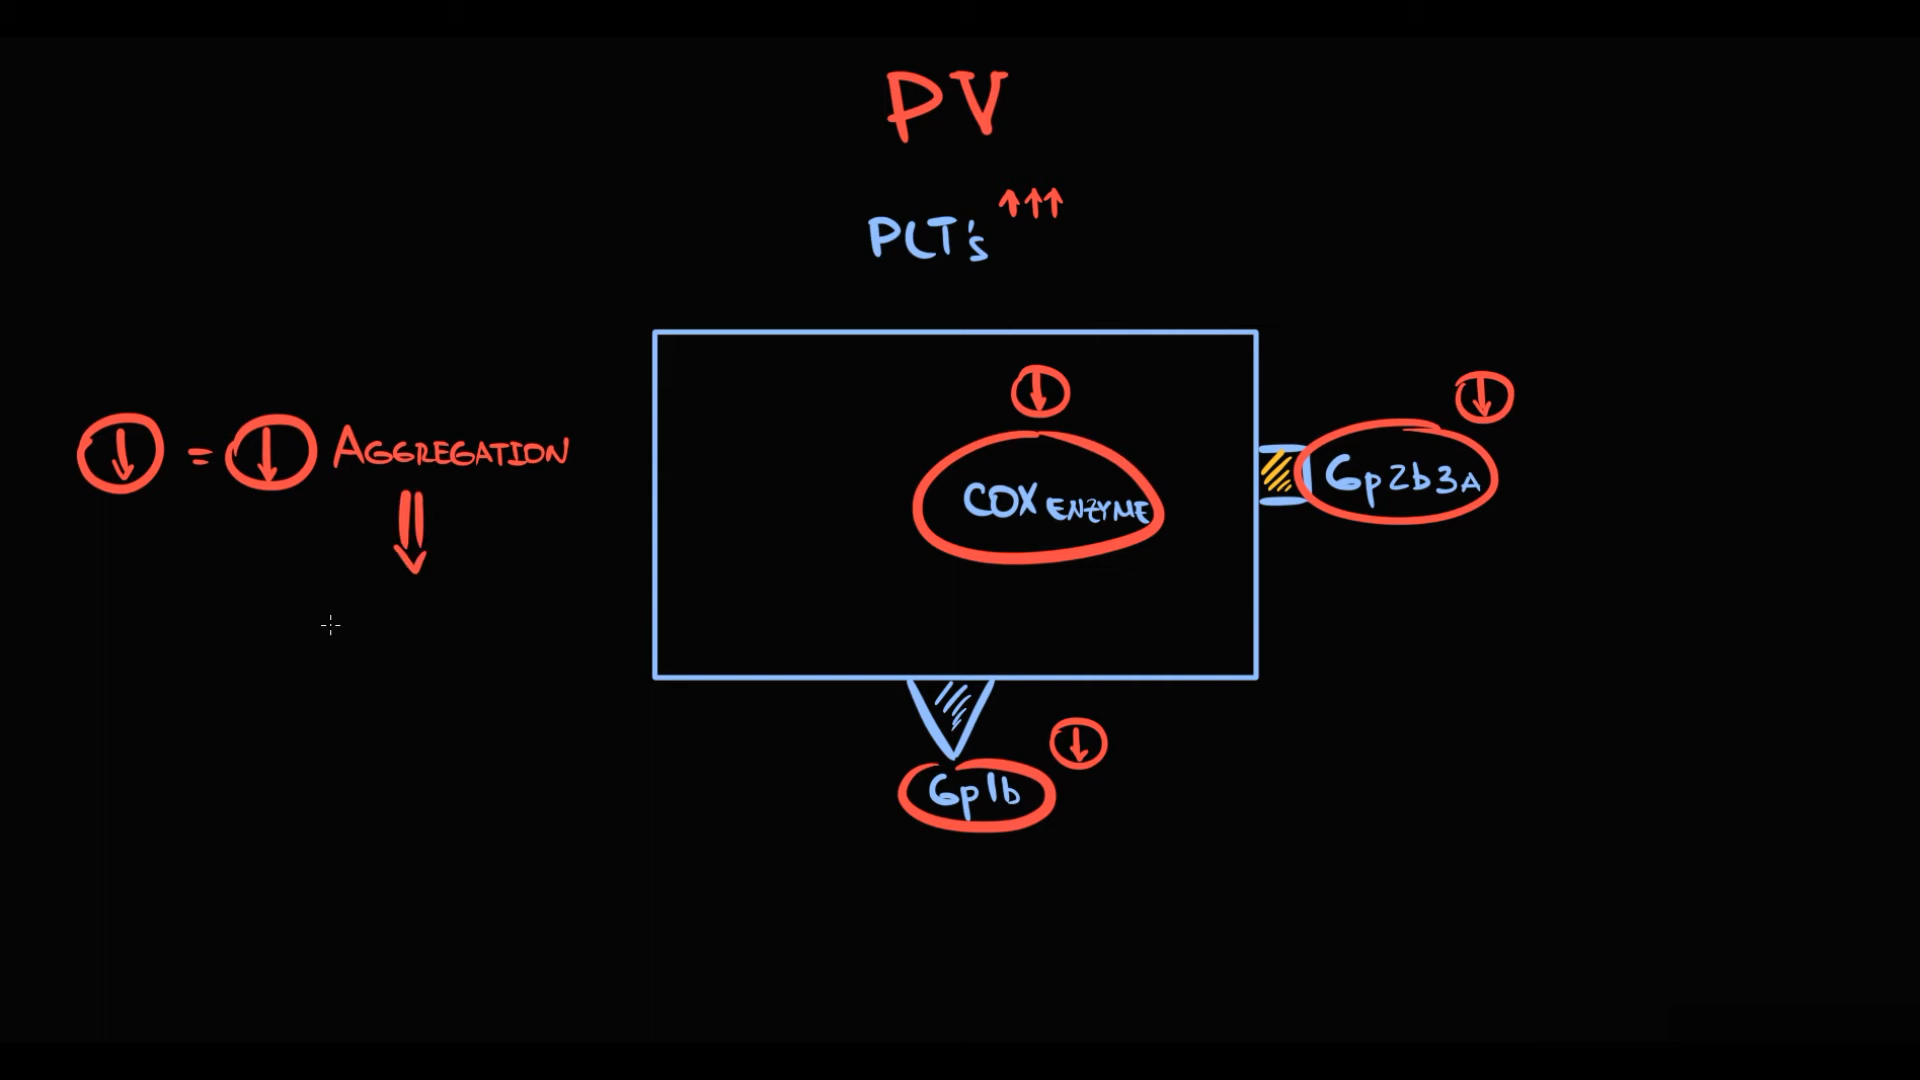 PV
PLT's ↑↑↑
↓ = ↓ AGGREGATION
↓
COX ENZYME
↓
Gp2b3A
↓
Gp1b
↓